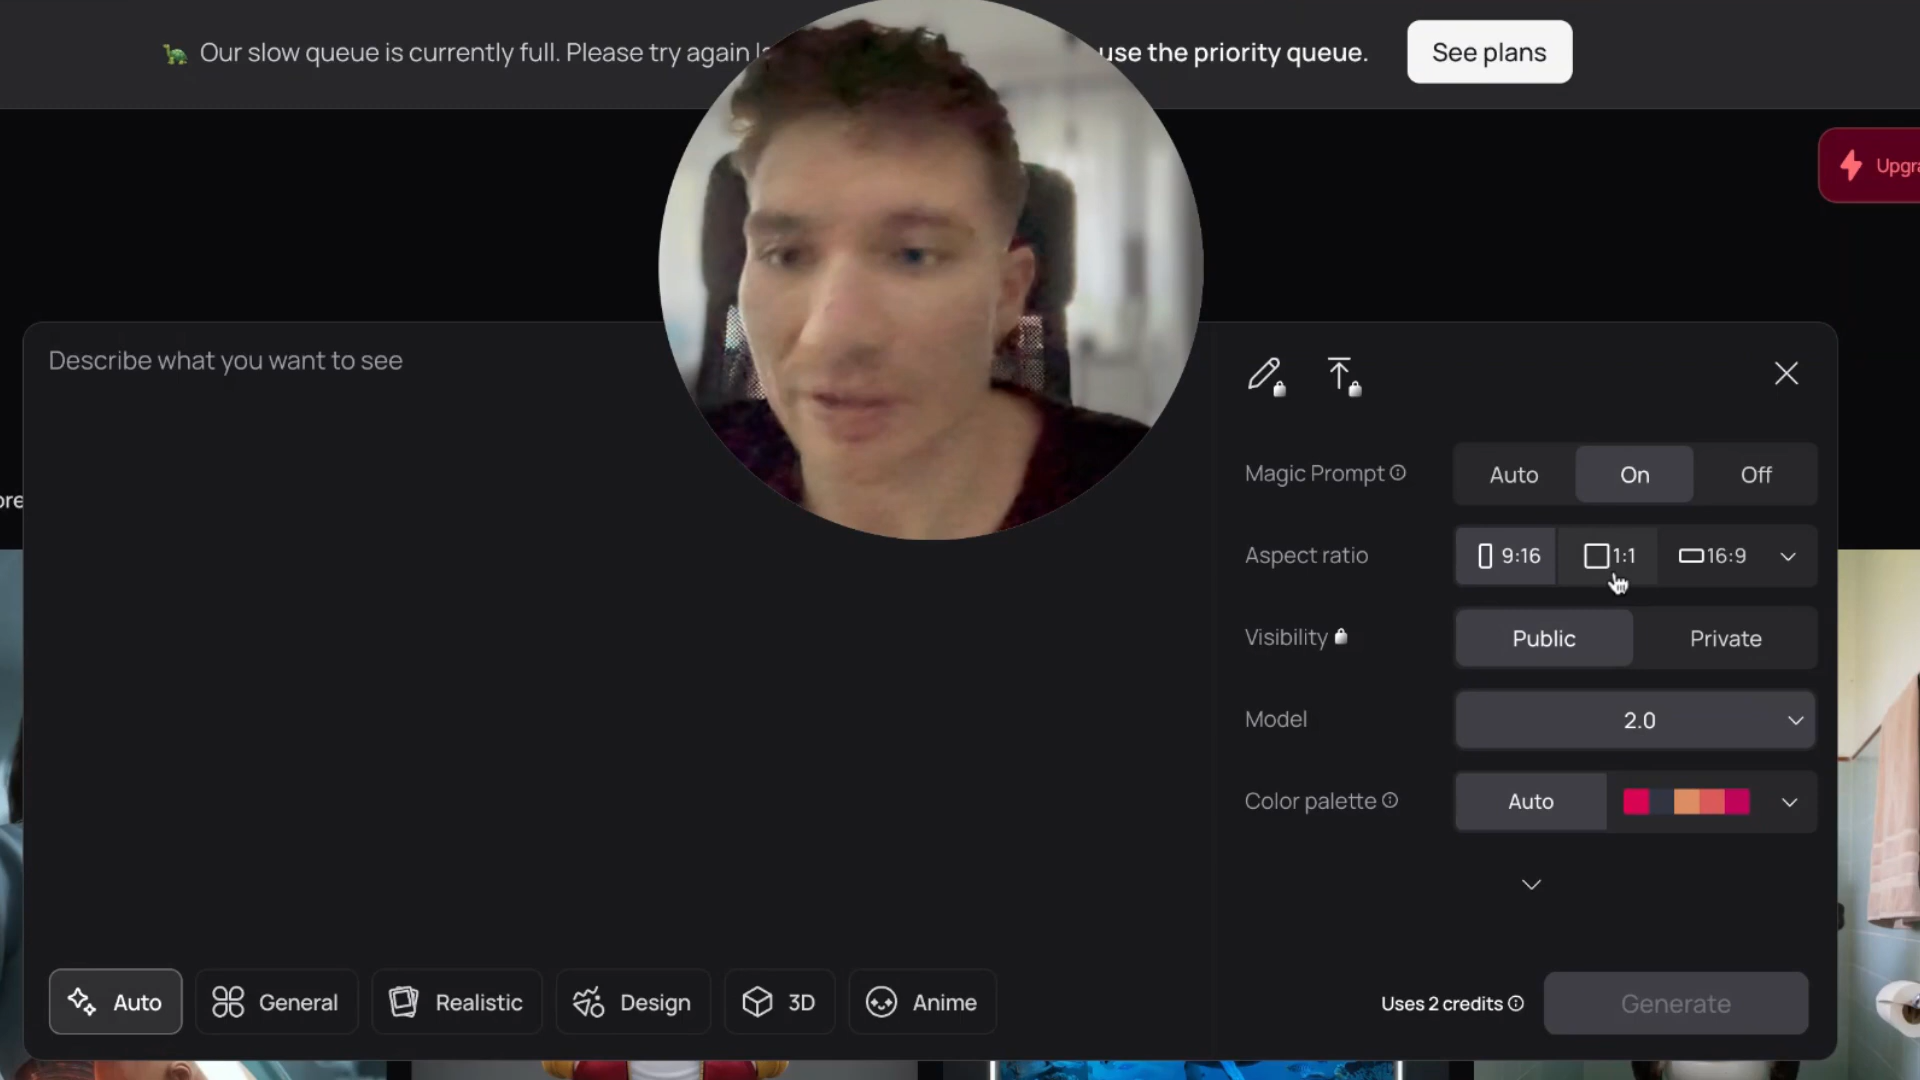 Our slow queue is currently full. Please try again use the priority queue. See plans
Upgra
Describe what you want to see
ore
Magic Prompt Auto On Off
Aspect ratio 9:16 1:1 16:9
Visibility Public Private
Model 2.0
Color palette Auto
Auto General Realistic Design 3D Anime Uses 2 credits Generate